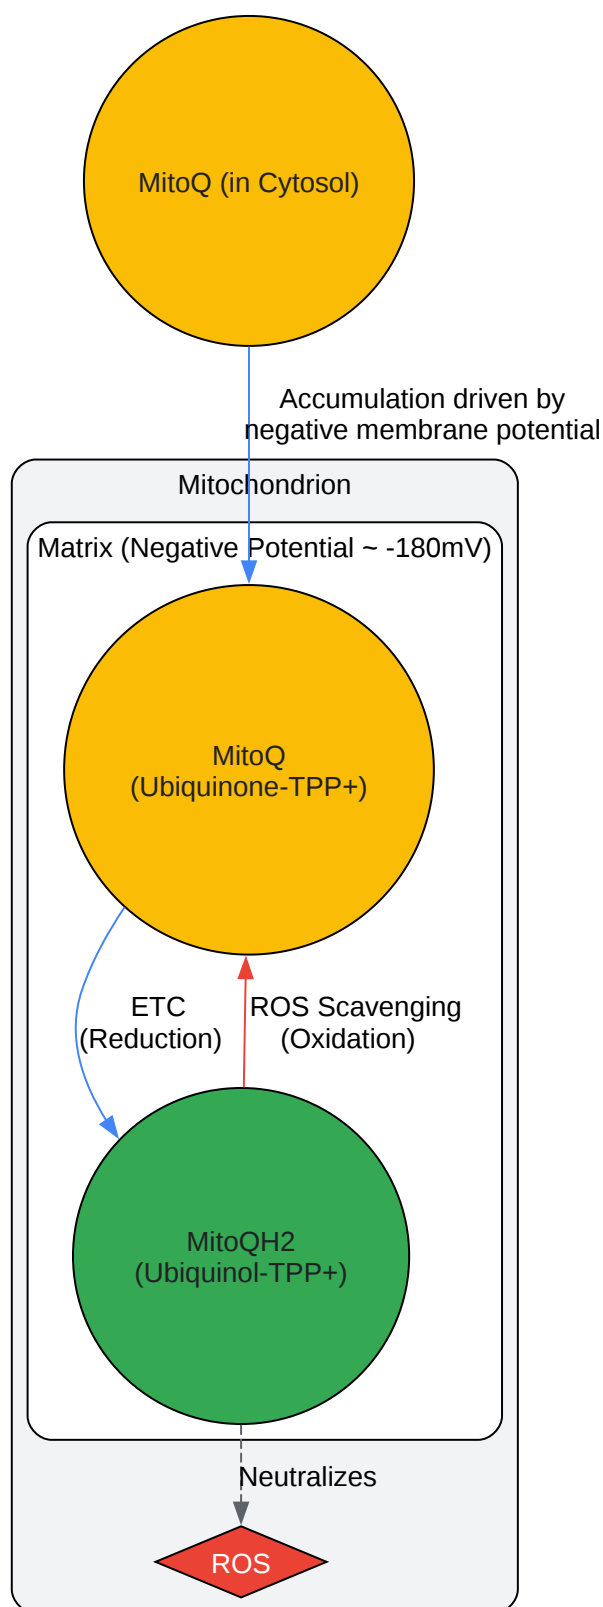 MitoQ (in Cytosol)
Accumulation driven by
negative membrane potential
Mitochondrion
Matrix (Negative Potential ~ -180mV)
MitoQ
(Ubiquinone-TPP+)
ETC
(Reduction)
ROS Scavenging
(Oxidation)
MitoQH2
(Ubiquinol-TPP+)
Neutralizes
ROS